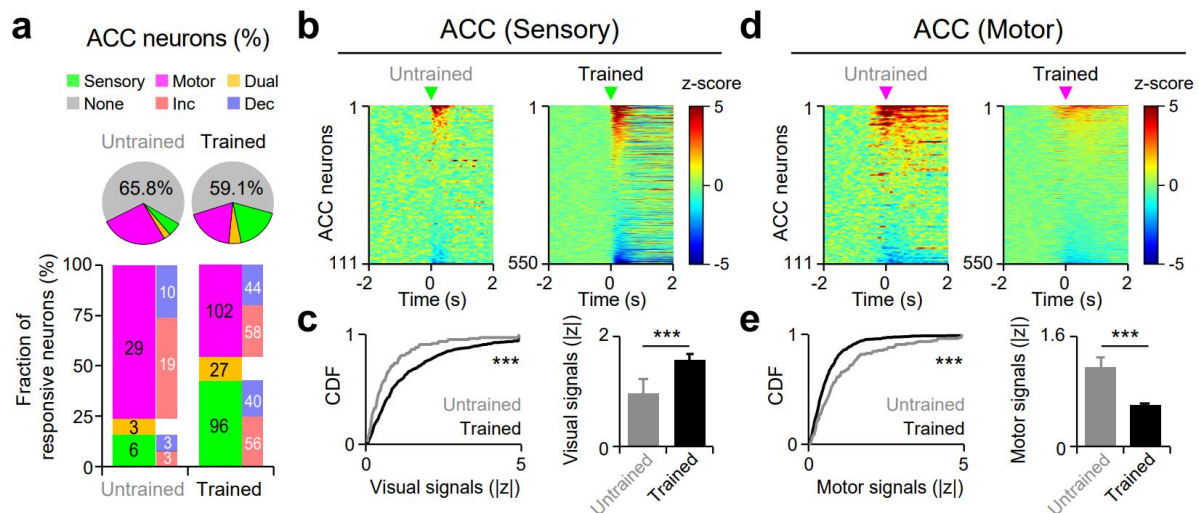 a
ACC neurons (%)
Sensory Motor Dual
None Inc Dec
Untrained Trained
65.8% 59.1%
Fraction of
responsive neurons (%)
100
75
50
25
0
29
3
6
10
19
3
3
102
27
96
44
58
40
56
Untrained Trained
b
ACC (Sensory)
Untrained Trained
z-score
ACC neurons
1
111
1
550
5
0
-5
-2 0 2
-2 0 2
Time (s) Time (s)
c
CDF
1
0
0 5
***
Untrained
Trained
Visual signals (|z|)
Visual signals (|z|)
2
0
***
Untrained
Trained
d
ACC (Motor)
Untrained Trained
z-score
ACC neurons
1
111
1
550
5
0
-5
-2 0 2
-2 0 2
Time (s) Time (s)
e
CDF
1
0
0 5
***
Untrained
Trained
Motor signals (|z|)
Motor signals (|z|)
1.6
0
***
Untrained
Trained